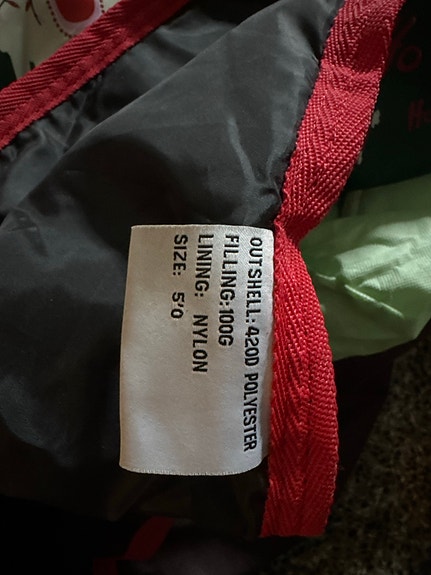 OUTSHELL: 420D POLYESTER
FILLING:100G
LINING: NYLON
SIZE: 5'0